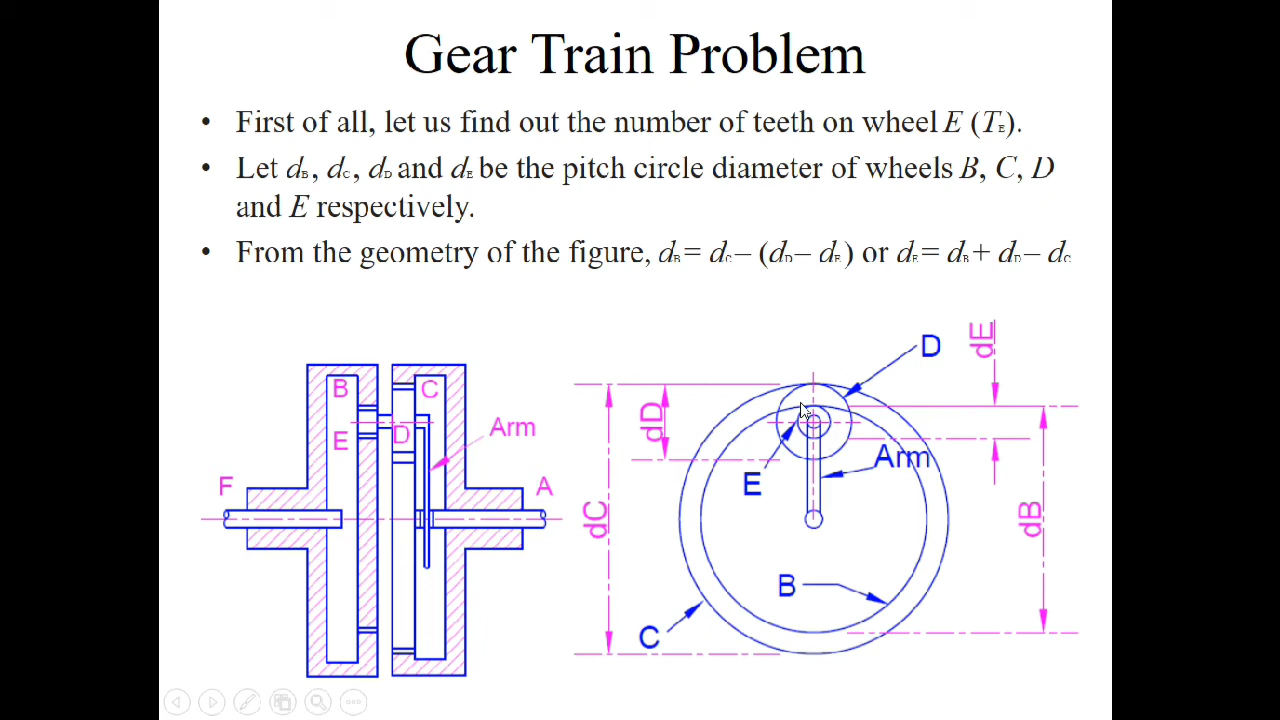 Gear Train Problem
• First of all, let us find out the number of teeth on wheel E (TE).
• Let dB, dC, dD and dE be the pitch circle diameter of wheels B, C, D
and E respectively.
• From the geometry of the figure, dB= dC– (dD– dE) or dE= dB+ dD– dC
B
C
E
D
Arm
F
A
dC
dD
D
dE
E
Arm
dB
B
C